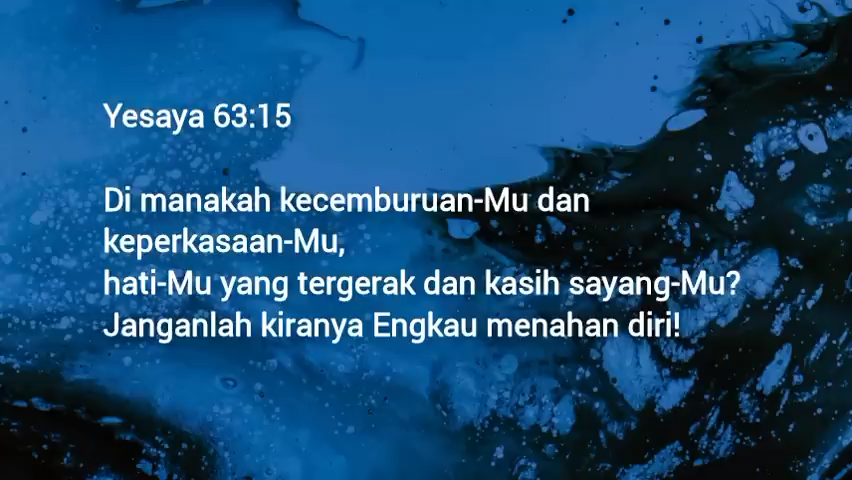 Yesaya 63:15
Di manakah kecemburuan-Mu dan
keperkasaan-Mu,
hati-Mu yang tergerak dan kasih sayang-Mu?
Janganlah kiranya Engkau menahan diri!